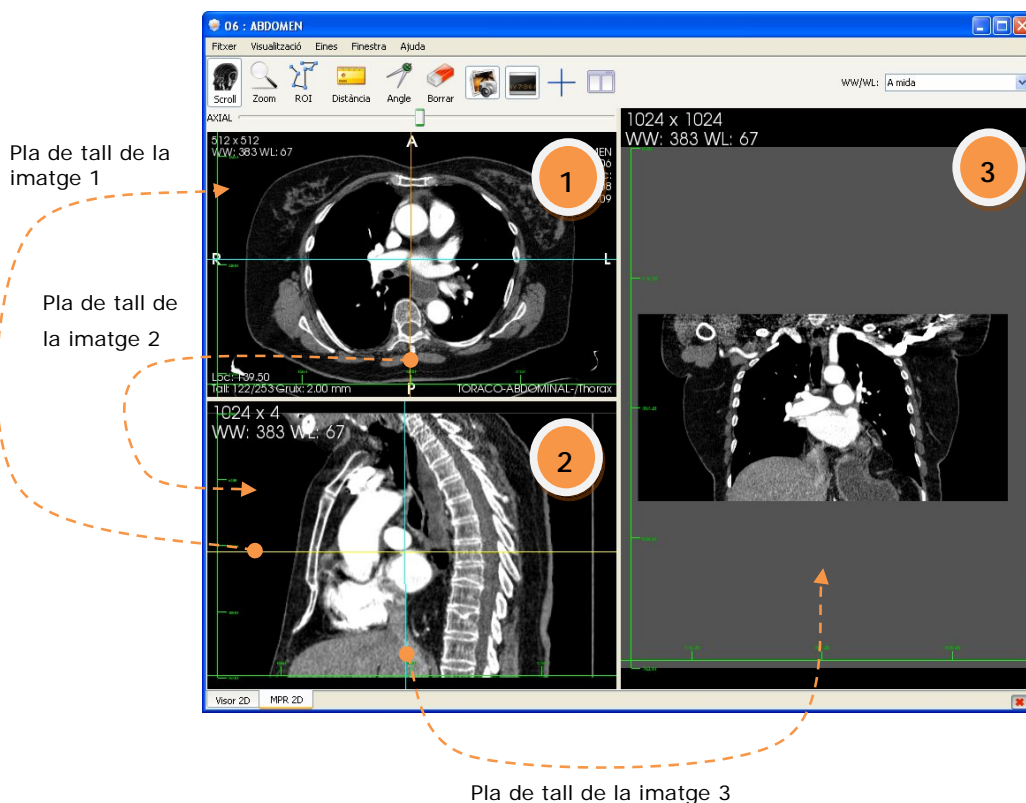 06 : ABDOMEN
Fitxer Visualització Eines Finestra Ajuda
Scroll Zoom ROI Distància Angle Borrar
WW/WL: A mida
AXIAL
512 x 512
WW: 383 WL: 67
A
R
L
P
1
Loc: 139.50
Tall: 122/253 Gruix: 2.00 mm
TORACO-ABDOMINAL-/Thorax
1024 x 4
WW: 383 WL: 67
2
1024 x 1024
WW: 383 WL: 67
3
Visor 2D MPR 2D
Pla de tall de la
imatge 1
Pla de tall de
la imatge 2
Pla de tall de la imatge 3